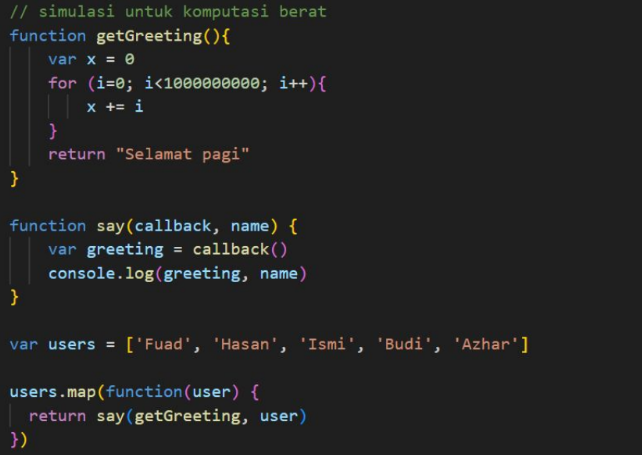 // simulasi untuk komputasi berat
function getGreeting(){
    var x = 0
    for (i=0; i<1000000000; i++){
        x += i
    }
    return "Selamat pagi"
}

function say(callback, name) {
    var greeting = callback()
    console.log(greeting, name)
}

var users = ['Fuad', 'Hasan', 'Ismi', 'Budi', 'Azhar']

users.map(function(user) {
  return say(getGreeting, user)
})